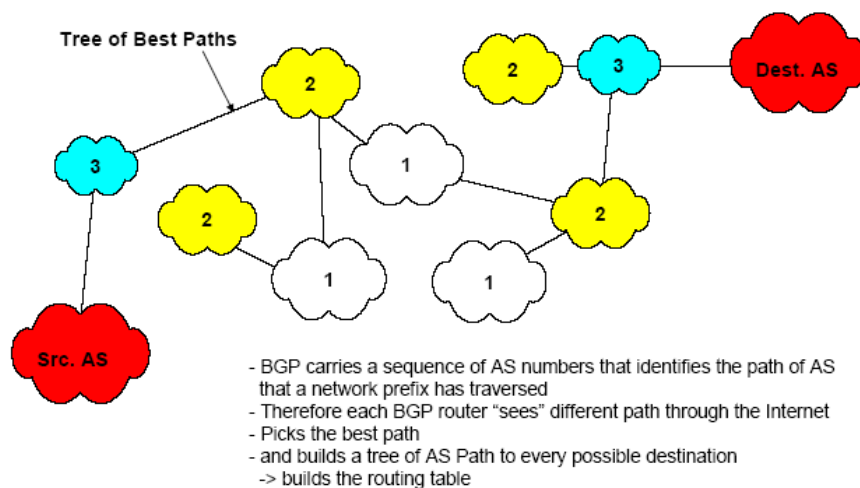 Tree of Best Paths
2
2
3
Dest. AS
3
1
2
2
1
1
Src. AS
- BGP carries a sequence of AS numbers that identifies the path of AS
that a network prefix has traversed
- Therefore each BGP router “sees” different path through the Internet
- Picks the best path
- and builds a tree of AS Path to every possible destination
-> builds the routing table